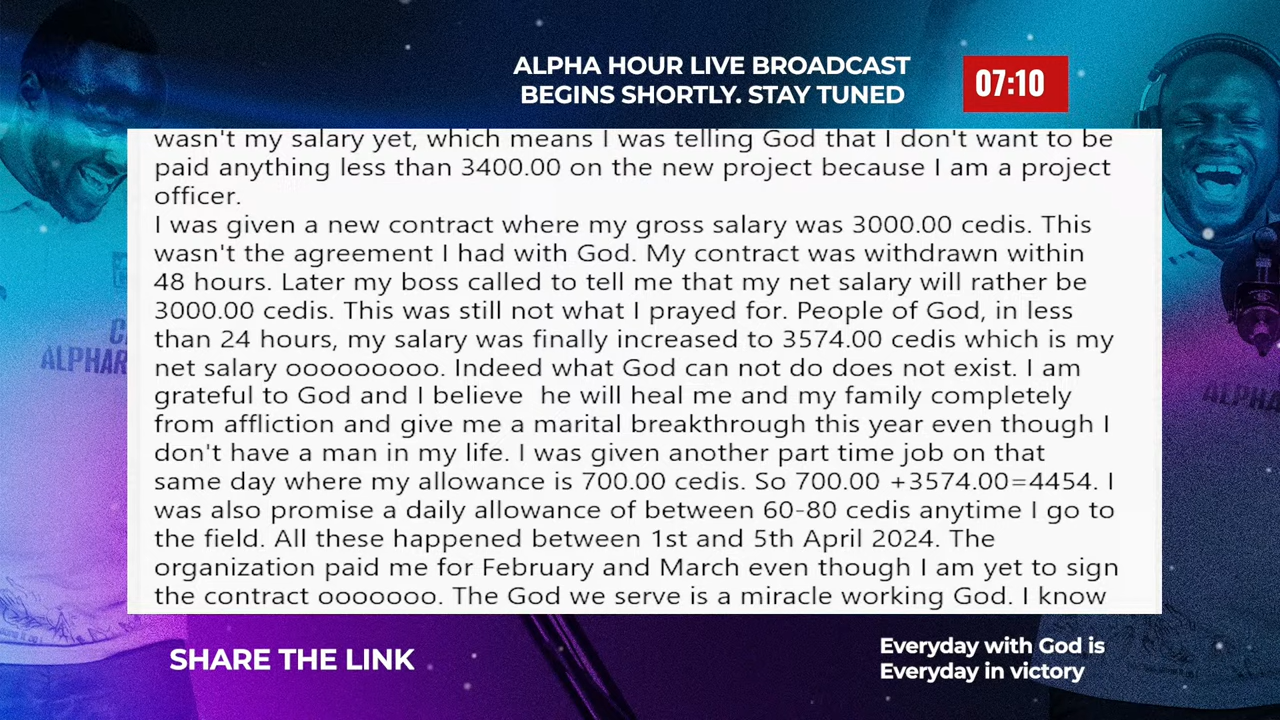 ALPHA HOUR LIVE BROADCAST
BEGINS SHORTLY. STAY TUNED
07:10
wasn't my salary yet, which means I was telling God that I don't want to be
paid anything less than 3400.00 on the new project because I am a project
officer.
I was given a new contract where my gross salary was 3000.00 cedis. This
wasn't the agreement I had with God. My contract was withdrawn within
48 hours. Later my boss called to tell me that my net salary will rather be
3000.00 cedis. This was still not what I prayed for. People of God, in less
than 24 hours, my salary was finally increased to 3574.00 cedis which is my
net salary ooooooooo. Indeed what God can not do does not exist. I am
grateful to God and I believe  he will heal me and my family completely
from affliction and give me a marital breakthrough this year even though I
don't have a man in my life. I was given another part time job on that
same day where my allowance is 700.00 cedis. So 700.00 +3574.00=4454. I
was also promise a daily allowance of between 60-80 cedis anytime I go to
the field. All these happened between 1st and 5th April 2024. The
organization paid me for February and March even though I am yet to sign
the contract ooooooo. The God we serve is a miracle working God. I know
SHARE THE LINK
Everyday with God is
Everyday in victory